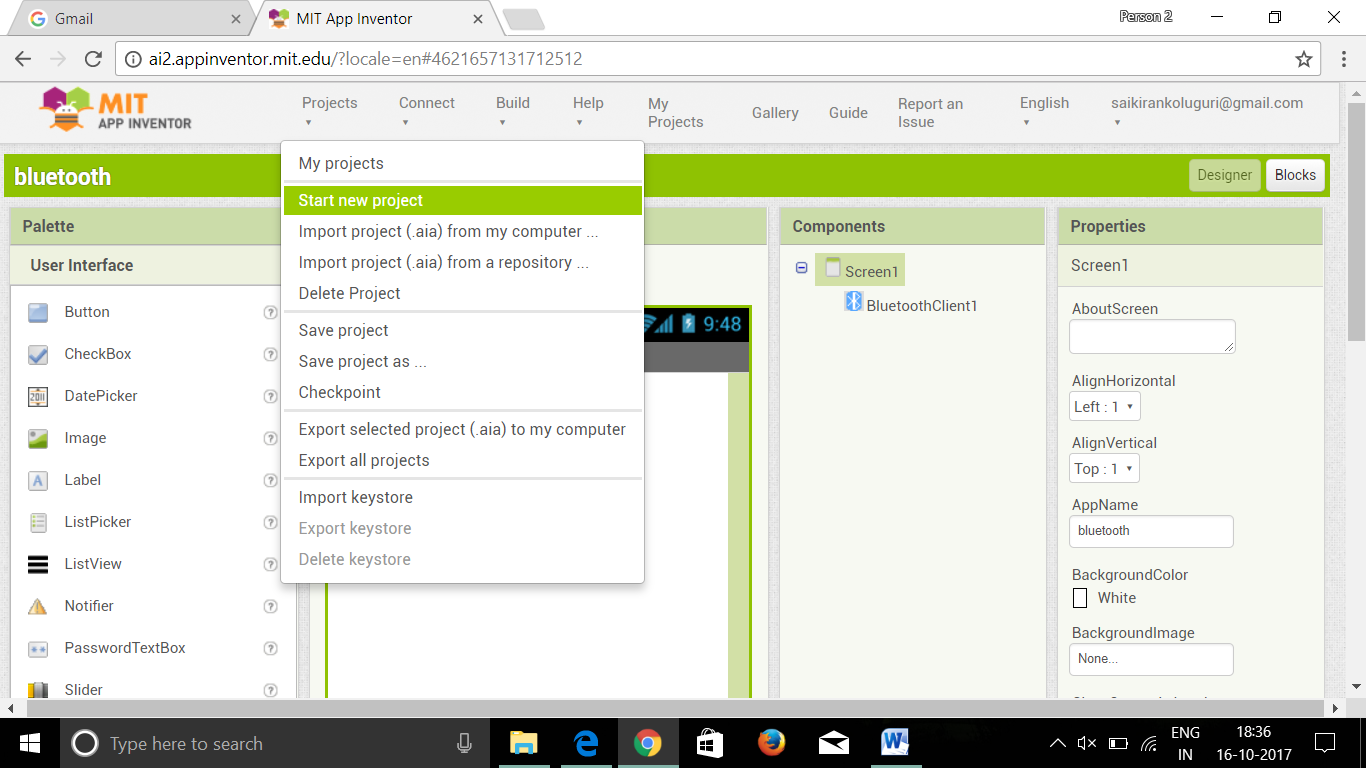 Gmail
MIT App Inventor
Person 2
ai2.appinventor.mit.edu/?locale=en#4621657131712512
MIT
APP INVENTOR
Projects
Connect
Build
Help
My
Projects
Gallery
Guide
Report an
Issue
English
saikirankoluguri@gmail.com
bluetooth
Designer
Blocks
My projects
Start new project
Import project (.aia) from my computer ...
Import project (.aia) from a repository ...
Delete Project
Save project
Save project as ...
Checkpoint
Export selected project (.aia) to my computer
Export all projects
Import keystore
Export keystore
Delete keystore
Palette
User Interface
Button
CheckBox
DatePicker
Image
Label
ListPicker
ListView
Notifier
PasswordTextBox
Slider
9:48
Components
Screen1
BluetoothClient1
Properties
Screen1
AboutScreen
AlignHorizontal
Left : 1
AlignVertical
Top : 1
AppName
bluetooth
BackgroundColor
White
BackgroundImage
None...
Type here to search
ENG
IN
18:36
16-10-2017